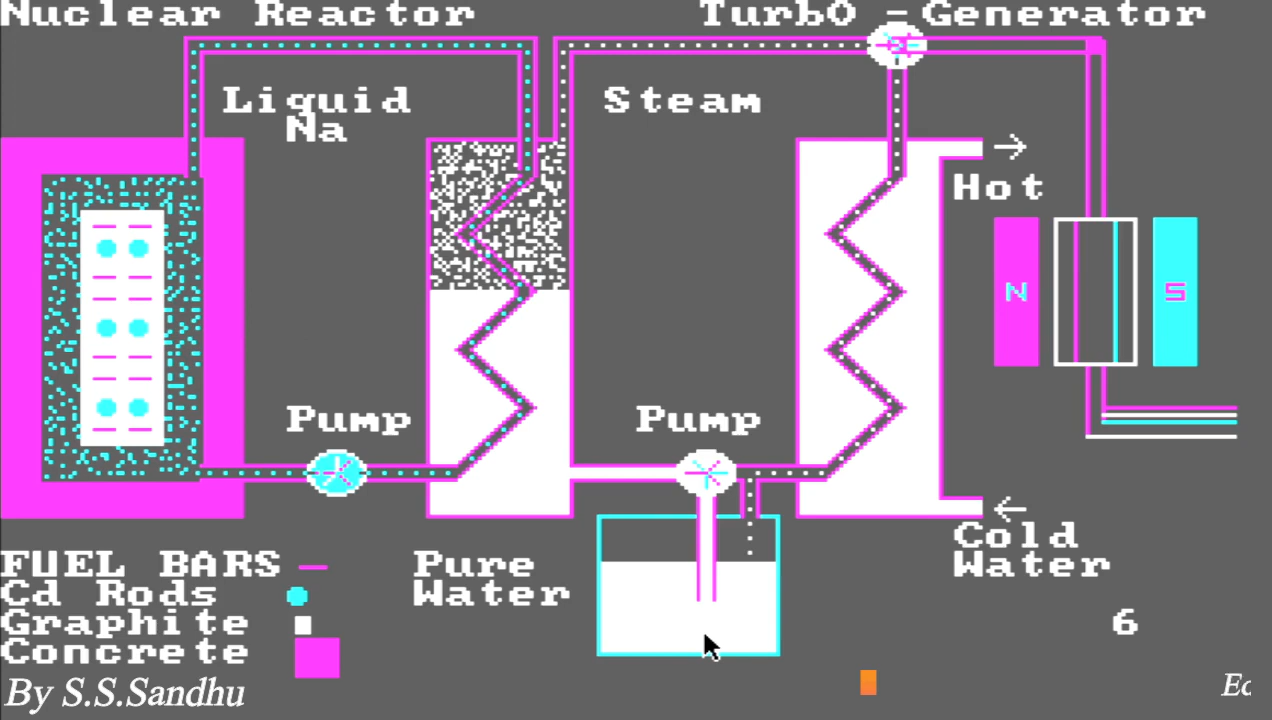 Nuclear Reactor
TurbO - Generator
Liquid
Na
Steam
Hot
N
S
Pump
Pump
Cold
Water
FUEL BARS
Cd Rods
Graphite
Concrete
Pure
Water
6
By S.S.Sandhu